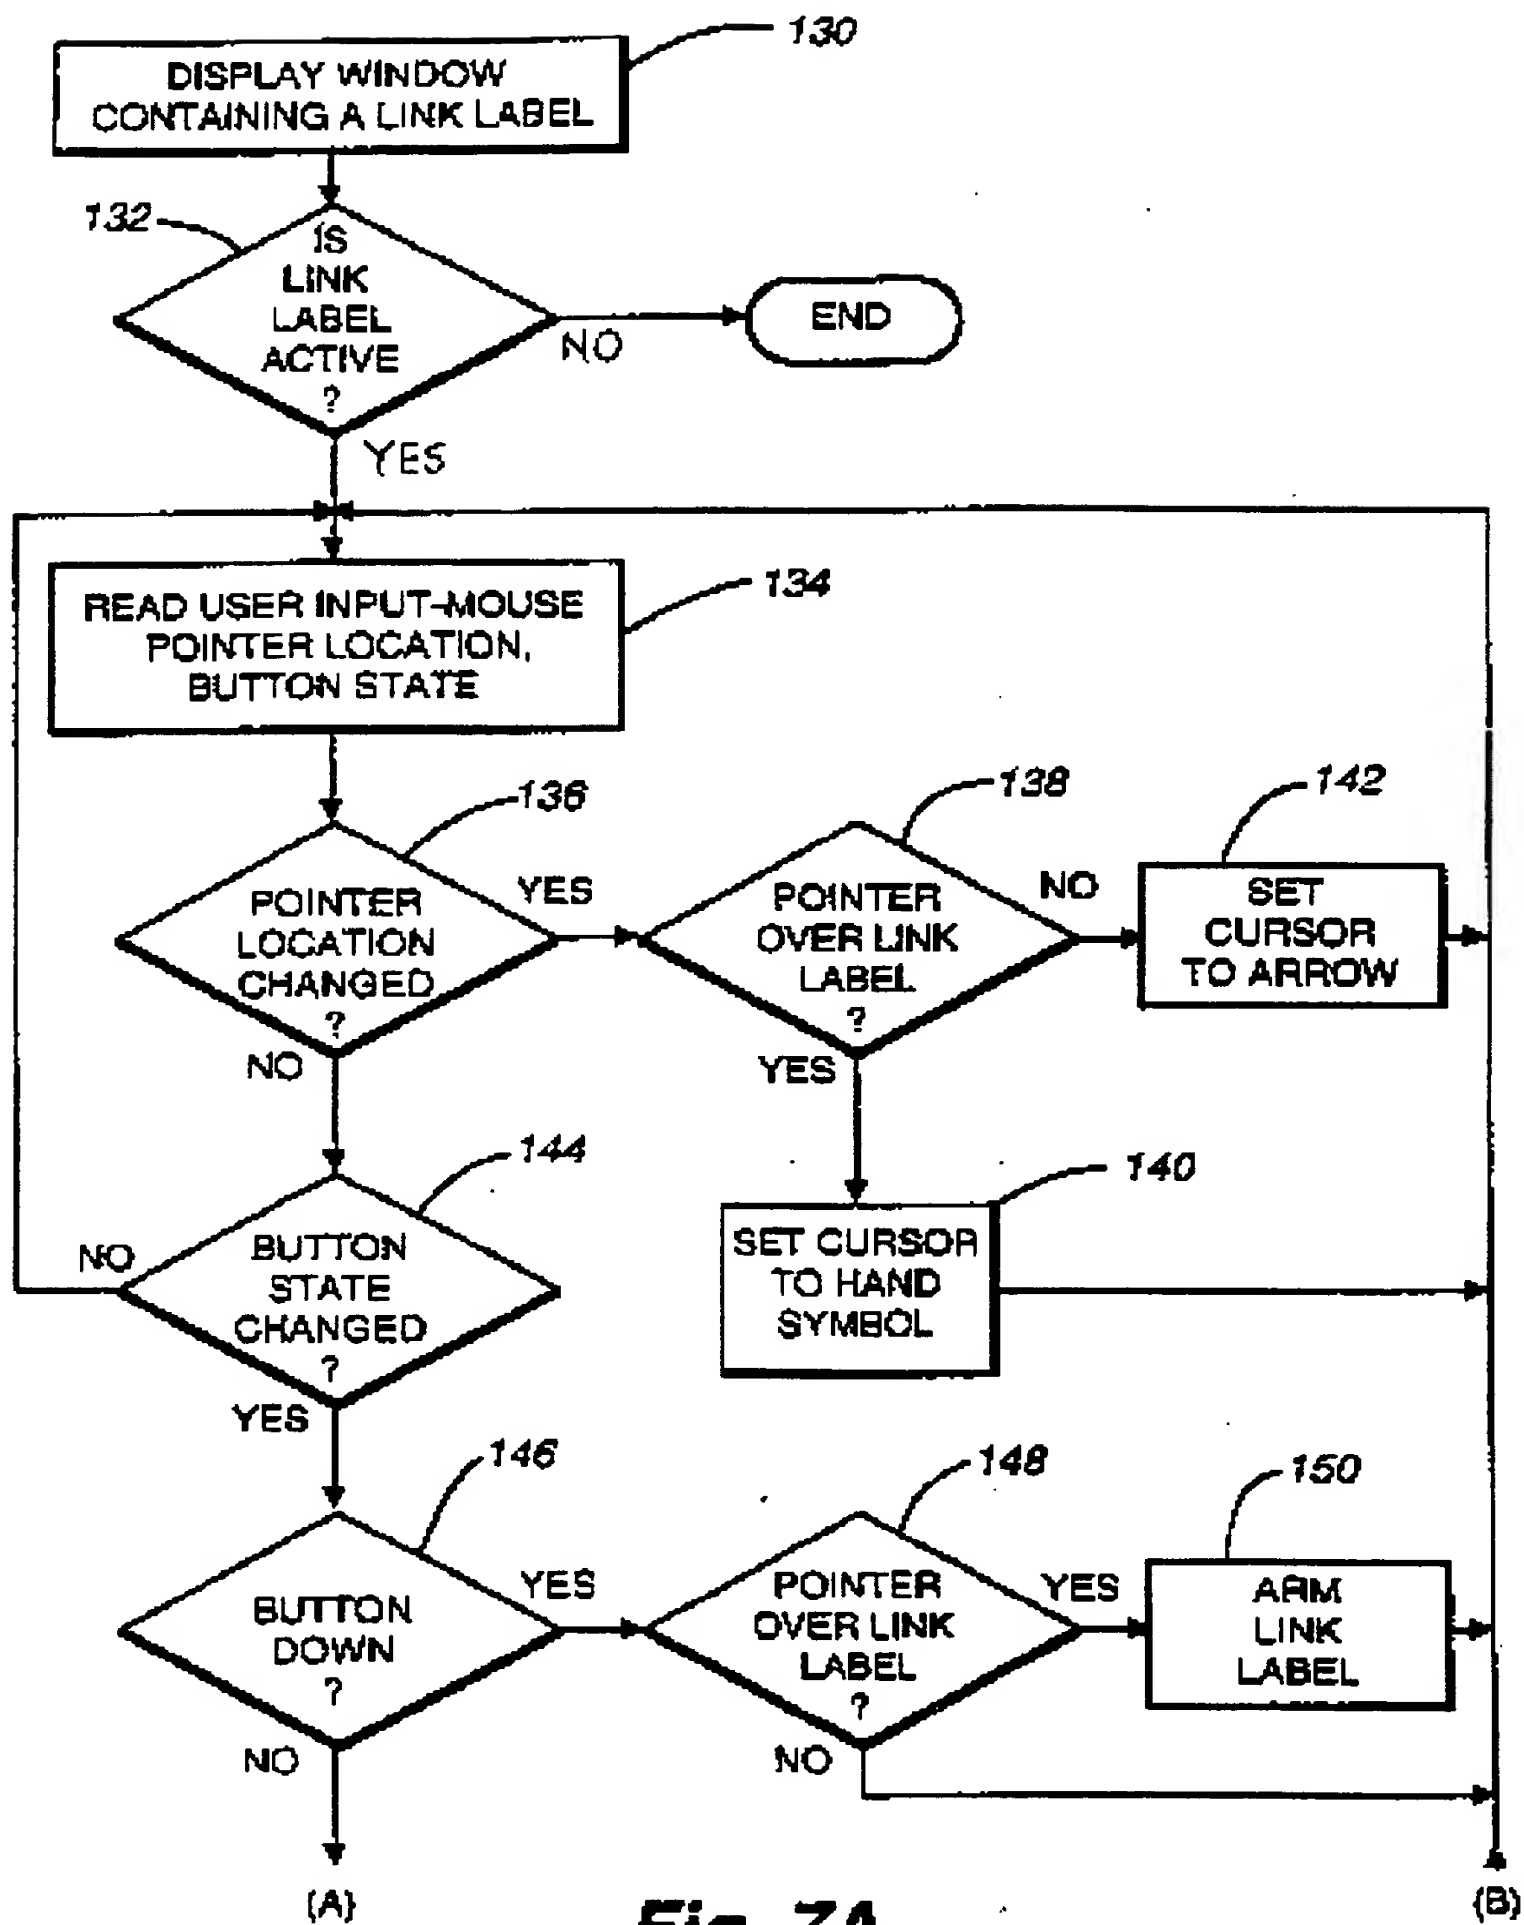 130
DISPLAY WINDOW
CONTAINING A LINK LABEL
132
IS
LINK
LABEL
ACTIVE
?
NO
END
YES
134
READ USER INPUT-MOUSE
POINTER LOCATION,
BUTTON STATE
136
POINTER
LOCATION
CHANGED
?
YES
NO
138
POINTER
OVER LINK
LABEL
?
NO
YES
142
SET
CURSOR
TO ARROW
144
BUTTON
STATE
CHANGED
?
NO
YES
140
SET CURSOR
TO HAND
SYMBOL
146
BUTTON
DOWN
?
YES
NO
148
POINTER
OVER LINK
LABEL
?
YES
NO
150
ARM
LINK
LABEL
(A)
Fig. 7A
(B)